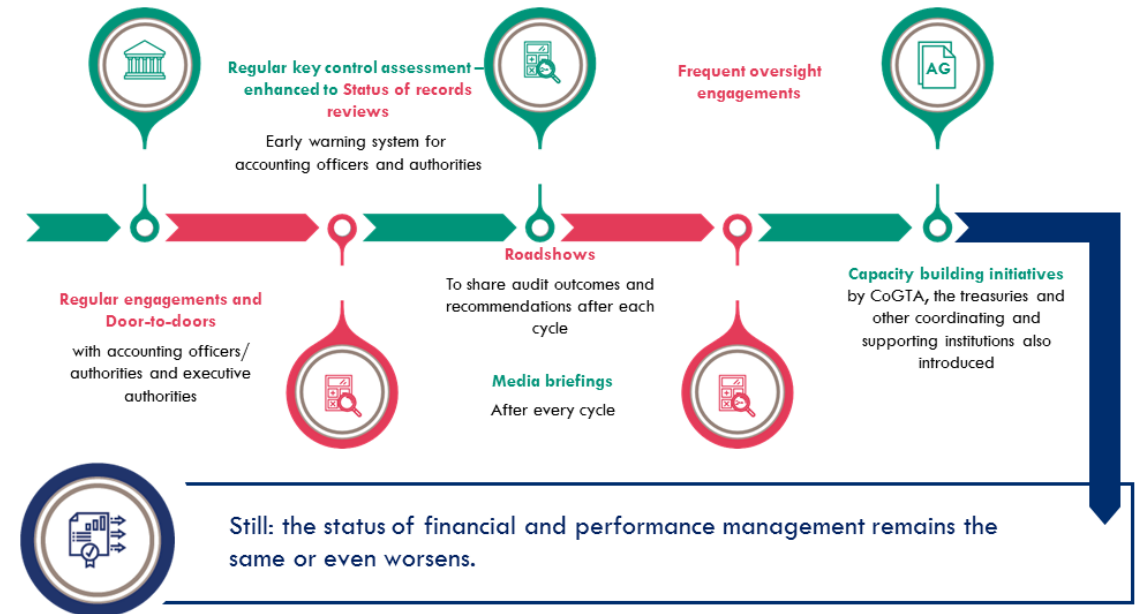 Regular key control assessment –
enhanced to Status of records
reviews
Early warning system for
accounting officers and authorities
Frequent oversight
engagements
AG
Regular engagements and
Door-to-doors
with accounting officers/
authorities and executive
authorities
Roadshows
To share audit outcomes and
recommendations after each
cycle
Media briefings
After every cycle
Capacity building initiatives
by CoGTA, the treasuries and
other coordinating and
supporting institutions also
introduced
Still: the status of financial and performance management remains the
same or even worsens.